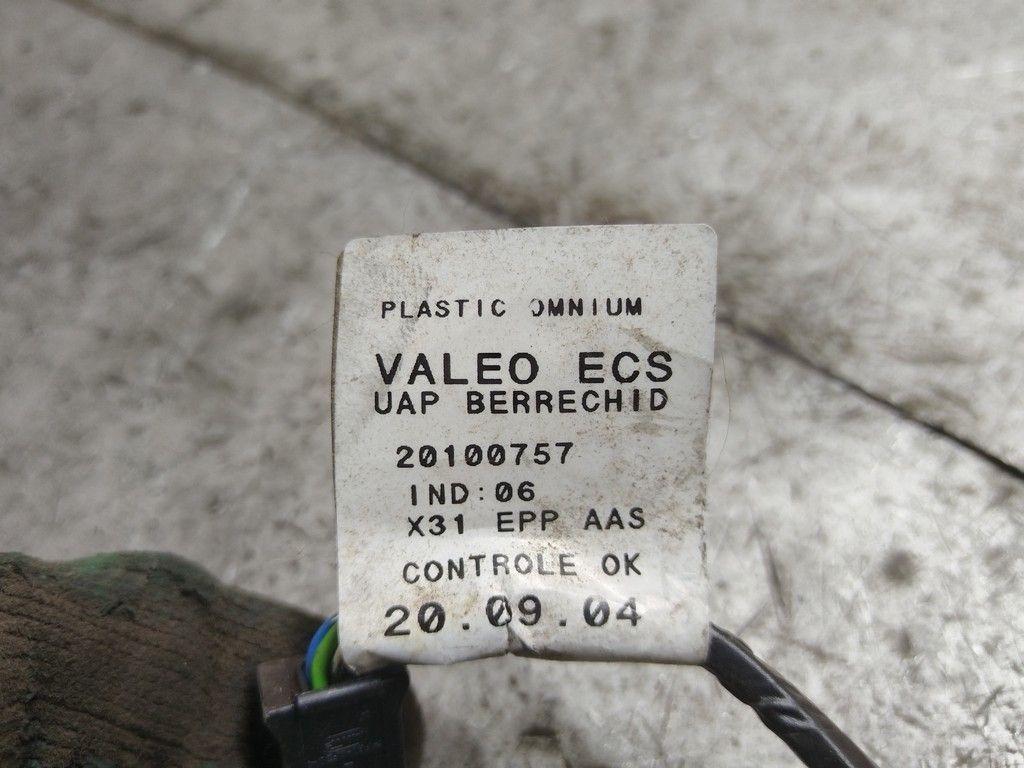 PLASTIC OMNIUM
VALEO ECS
UAP BERRECHID
20100757
IND:06
X31 EPP AAS
CONTROLE OK
20.09.04